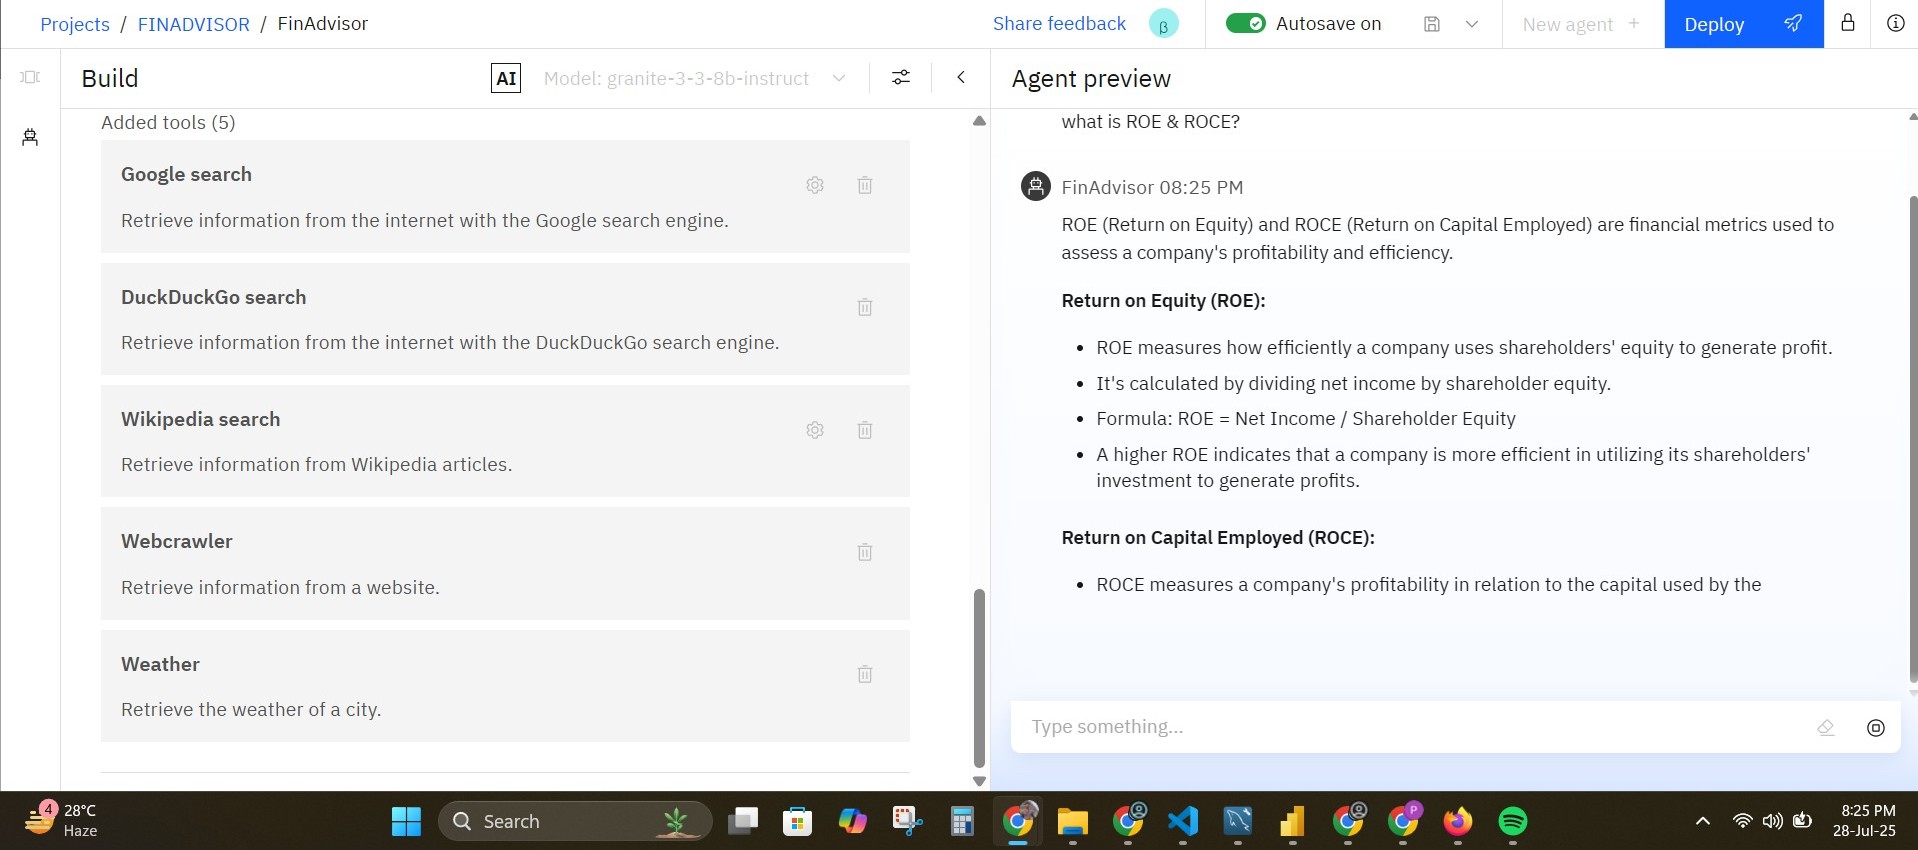 Projects / FINADVISOR / FinAdvisor
Share feedback
β
Autosave on
New agent +
Deploy
Build
AI
Model: granite-3-3-8b-instruct
Agent preview
Added tools (5)
Google search
Retrieve information from the internet with the Google search engine.
DuckDuckGo search
Retrieve information from the internet with the DuckDuckGo search engine.
Wikipedia search
Retrieve information from Wikipedia articles.
Webcrawler
Retrieve information from a website.
Weather
Retrieve the weather of a city.
what is ROE & ROCE?
FinAdvisor 08:25 PM
ROE (Return on Equity) and ROCE (Return on Capital Employed) are financial metrics used to
assess a company's profitability and efficiency.
Return on Equity (ROE):
• ROE measures how efficiently a company uses shareholders' equity to generate profit.
• It's calculated by dividing net income by shareholder equity.
• Formula: ROE = Net Income / Shareholder Equity
• A higher ROE indicates that a company is more efficient in utilizing its shareholders'
investment to generate profits.
Return on Capital Employed (ROCE):
• ROCE measures a company's profitability in relation to the capital used by the
Type something...
4
28°C
Haze
Search
P
8:25 PM
28-Jul-25